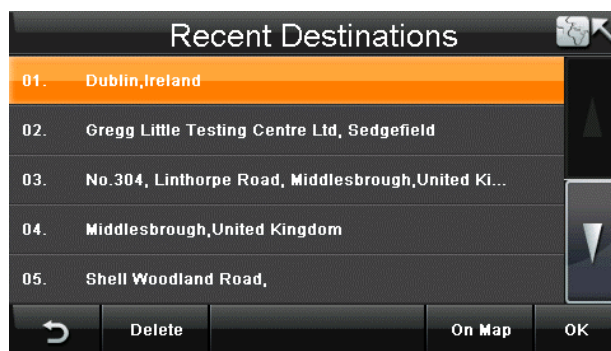 Recent Destinations
01. Dublin,Ireland
02. Gregg Little Testing Centre Ltd, Sedgefield
03. No.304, Linthorpe Road, Middlesbrough,United Ki...
04. Middlesbrough,United Kingdom
05. Shell Woodland Road,
Delete On Map OK